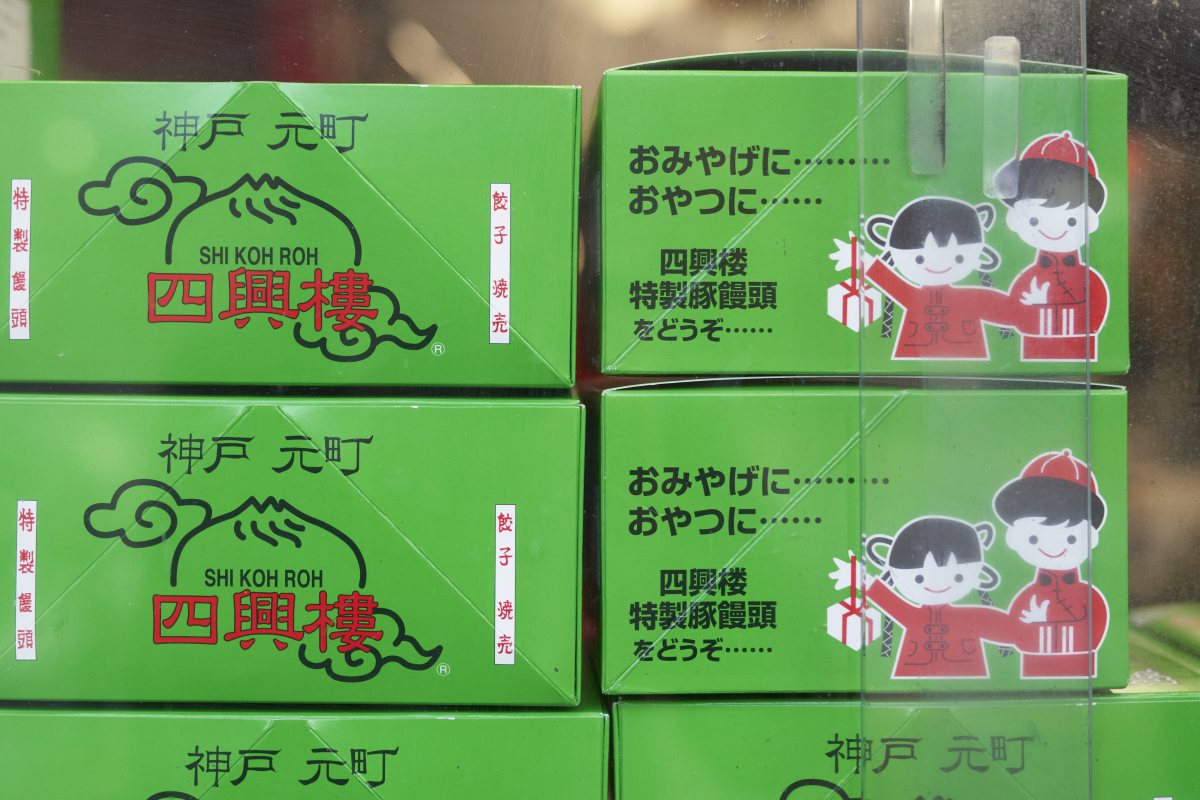 神戸 元町
特製饅頭
SHI KOH ROH
四興樓
®
餃子 焼売
おみやげに………
おやつに……
四興楼
特製豚饅頭
をどうぞ……
神戸 元町
特製饅頭
SHI KOH ROH
四興樓
®
餃子 焼売
おみやげに………
おやつに……
四興楼
特製豚饅頭
をどうぞ……
神戸 元町
神戸 元町